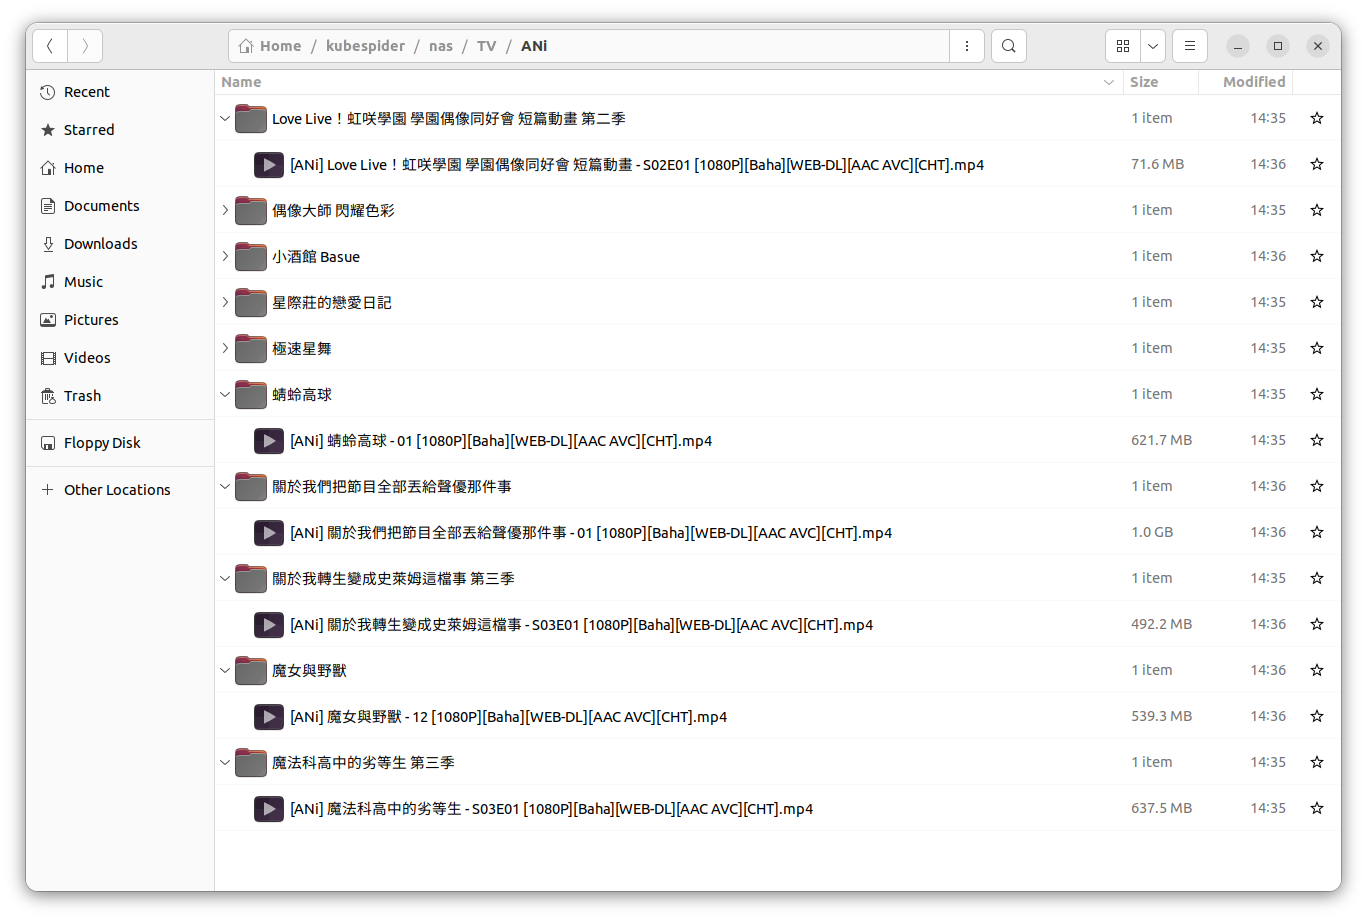 Home / kubespider / nas / TV / ANi
Name Size Modified
Recent
Starred
Home
Documents
Downloads
Music
Pictures
Videos
Trash
Floppy Disk
Other Locations
Love Live！虹咲學園 學園偶像同好會 短篇動畫 第二季 1 item 14:35
[ANi] Love Live！虹咲學園 學園偶像同好會 短篇動畫 - S02E01 [1080P][Baha][WEB-DL][AAC AVC][CHT].mp4 71.6 MB 14:36
偶像大師 閃耀色彩 1 item 14:35
小酒館 Basue 1 item 14:36
星際莊的戀愛日記 1 item 14:35
極速星舞 1 item 14:35
蜻蛉高球 1 item 14:35
[ANi] 蜻蛉高球 - 01 [1080P][Baha][WEB-DL][AAC AVC][CHT].mp4 621.7 MB 14:35
關於我們把節目全部丟給聲優那件事 1 item 14:36
[ANi] 關於我們把節目全部丟給聲優那件事 - 01 [1080P][Baha][WEB-DL][AAC AVC][CHT].mp4 1.0 GB 14:36
關於我轉生變成史萊姆這檔事 第三季 1 item 14:35
[ANi] 關於我轉生變成史萊姆這檔事 - S03E01 [1080P][Baha][WEB-DL][AAC AVC][CHT].mp4 492.2 MB 14:36
魔女與野獸 1 item 14:36
[ANi] 魔女與野獸 - 12 [1080P][Baha][WEB-DL][AAC AVC][CHT].mp4 539.3 MB 14:36
魔法科高中的劣等生 第三季 1 item 14:35
[ANi] 魔法科高中的劣等生 - S03E01 [1080P][Baha][WEB-DL][AAC AVC][CHT].mp4 637.5 MB 14:35